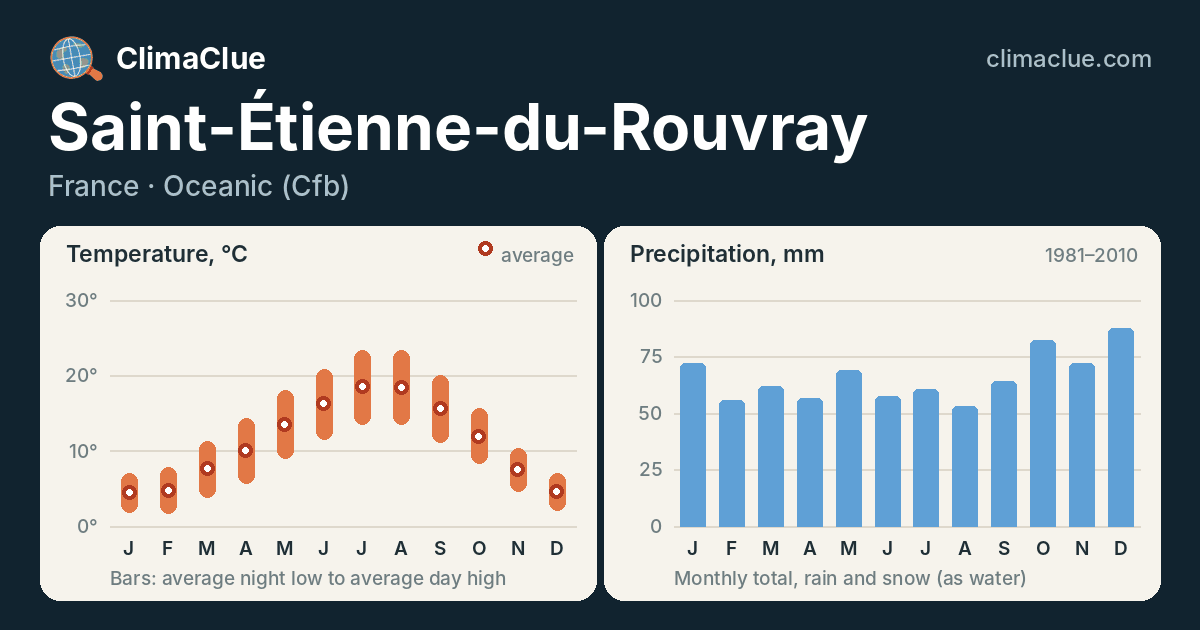 ClimaClue
climaclue.com
Saint-Étienne-du-Rouvray
France · Oceanic (Cfb)
Temperature, °C
average
30°
20°
10°
0°
J F M A M J J A S O N D
Bars: average night low to average day high
Precipitation, mm
1981–2010
100
75
50
25
0
J F M A M J J A S O N D
Monthly total, rain and snow (as water)